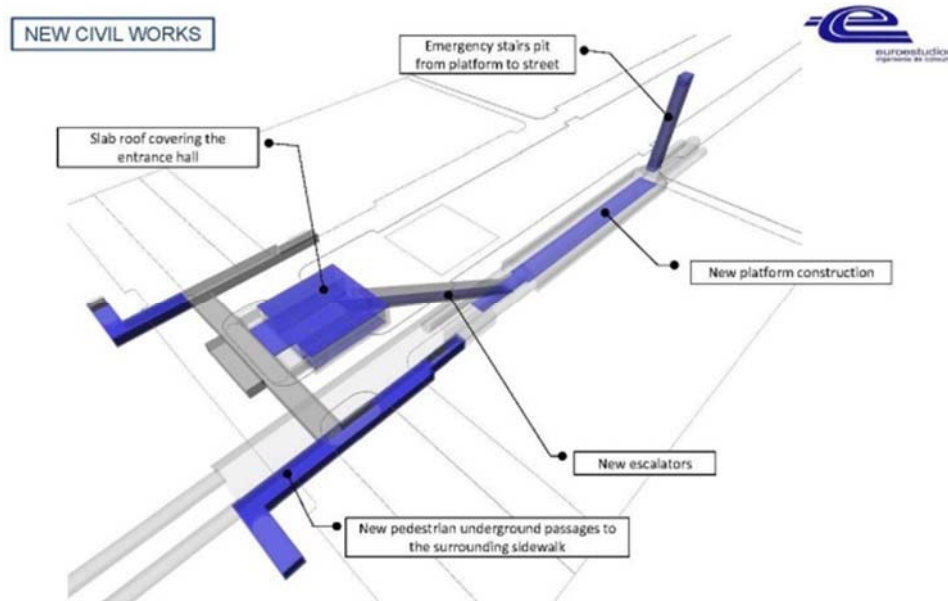 NEW CIVIL WORKS
euroestudios
Emergency stairs pit
from platform to street
Slab roof covering the
entrance hall
New platform construction
New escalators
New pedestrian underground passages to
the surrounding sidewalk